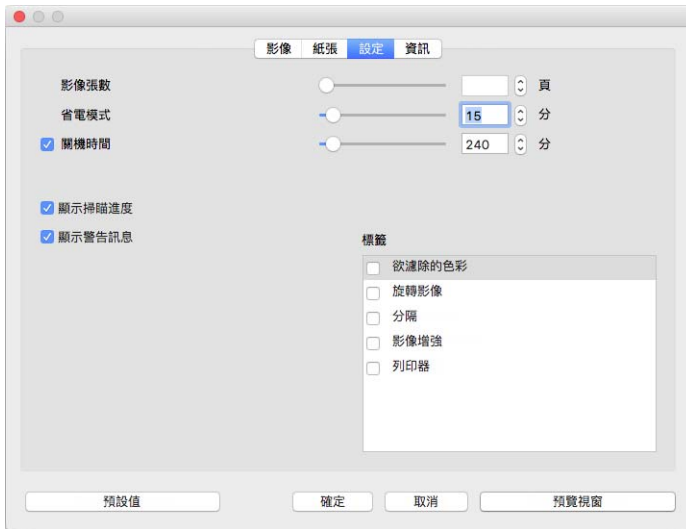 影像 紙張 設定 資訊
影像張數 頁
省電模式 15 分
關機時間 240 分
顯示掃瞄進度
顯示警告訊息
標籤
欲濾除的色彩
旋轉影像
分隔
影像增強
列印器
預設值 確定 取消 預覽視窗